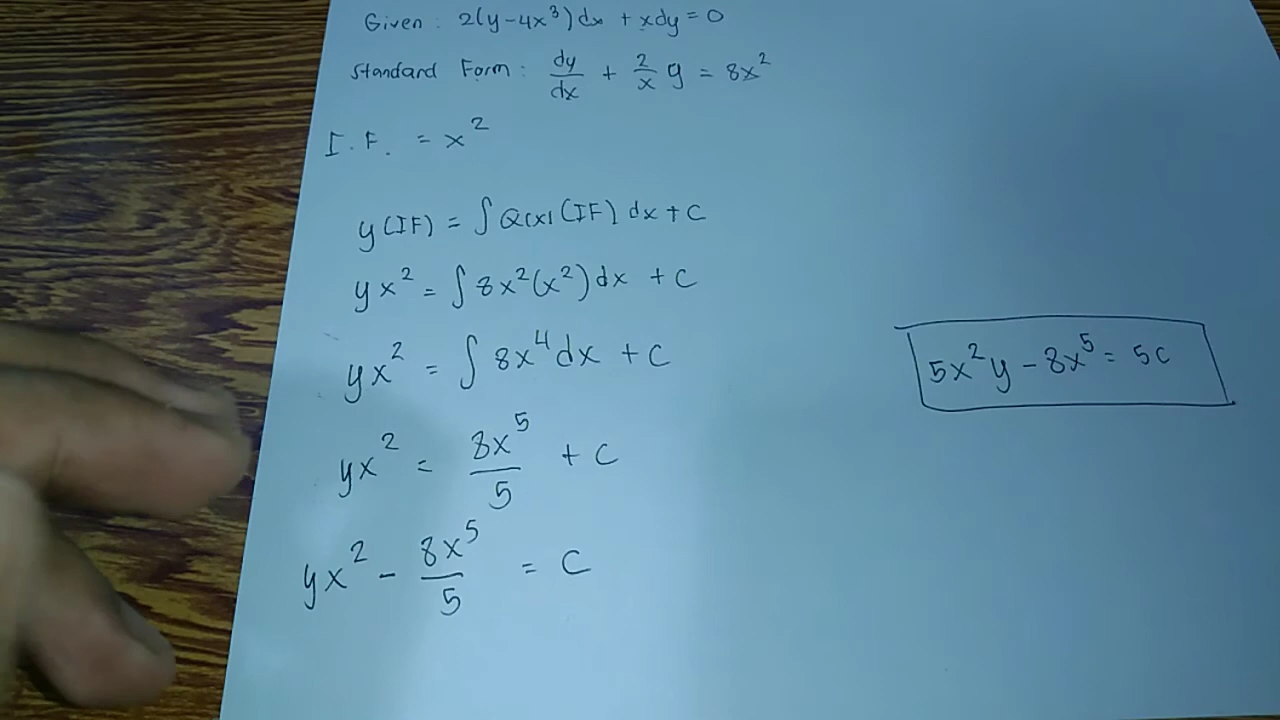 Given: 2(y-4x³)dx + xdy = 0
Standard Form: dy/dx + 2/x y = 8x²
I.F. = x²
y(IF) = ∫Q(x)(IF) dx + C
yx² = ∫8x²(x²)dx + C
yx² = ∫8x⁴dx + C
yx² = 8x⁵/5 + C
yx² - 8x⁵/5 = C
5x²y - 8x⁵ = 5C